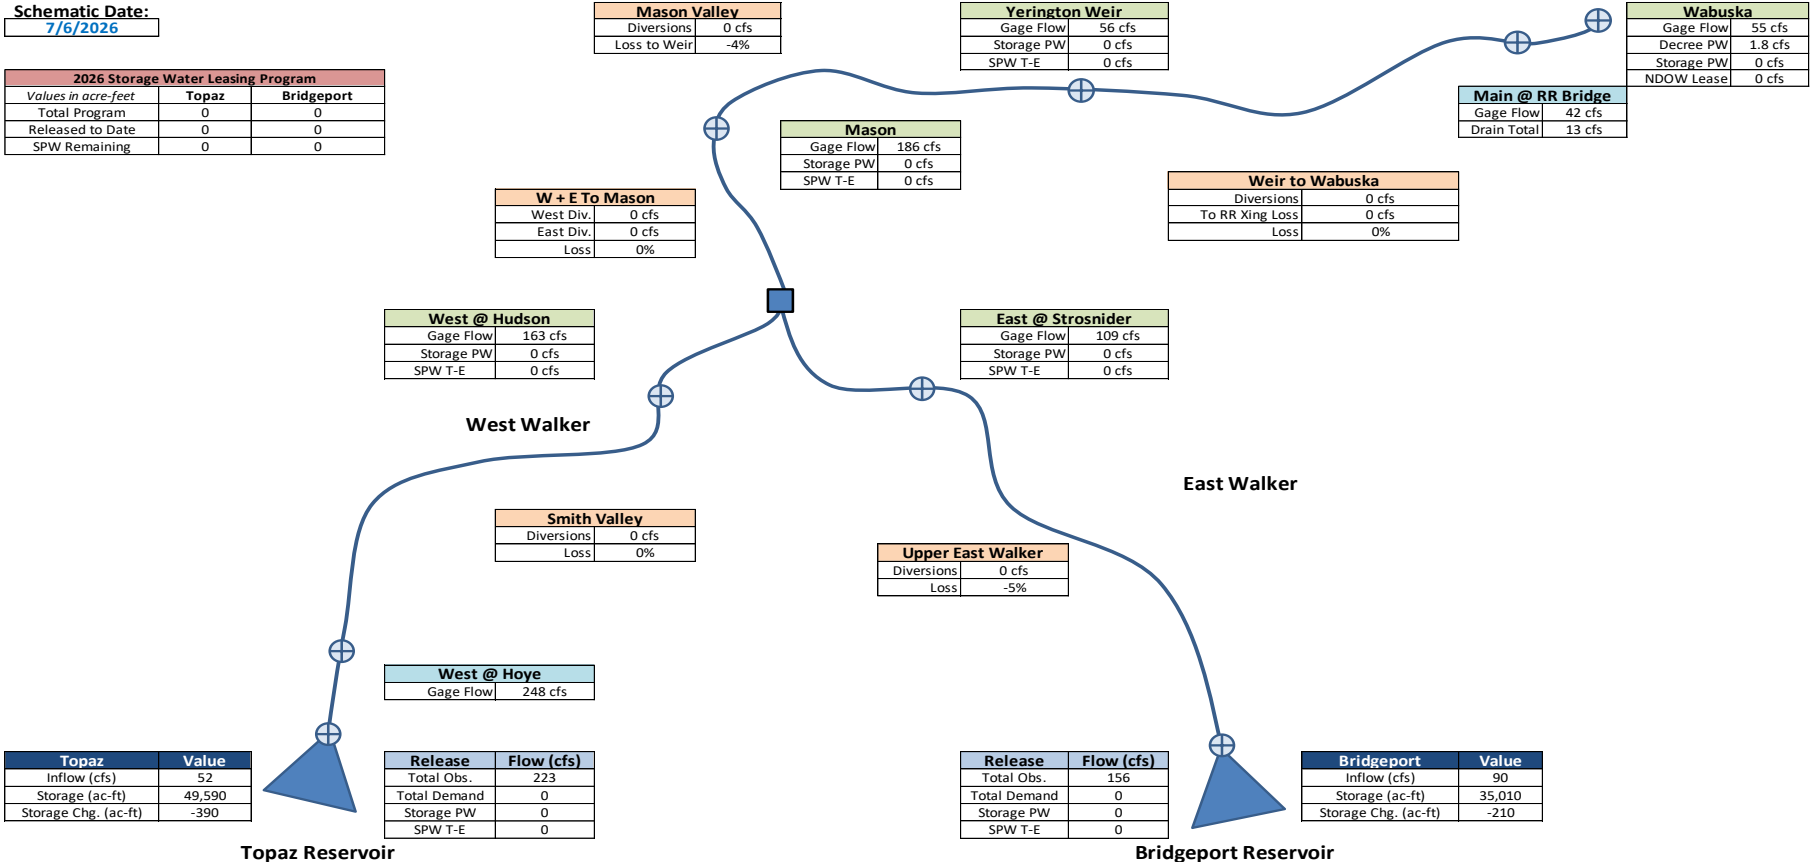 Schematic Date:
7/6/2026
2026 Storage Water Leasing Program
Values in acre-feet Topaz Bridgeport
Total Program 0 0
Released to Date 0 0
SPW Remaining 0 0
Mason Valley
Diversions 0 cfs
Loss to Weir -4%
Yerington Weir
Gage Flow 56 cfs
Storage PW 0 cfs
SPW T-E 0 cfs
Wabuska
Gage Flow 55 cfs
Decree PW 1.8 cfs
Storage PW 0 cfs
NDOW Lease 0 cfs
Main @ RR Bridge
Gage Flow 42 cfs
Drain Total 13 cfs
Mason
Gage Flow 186 cfs
Storage PW 0 cfs
SPW T-E 0 cfs
W + E To Mason
West Div. 0 cfs
East Div. 0 cfs
Loss 0%
Weir to Wabuska
Diversions 0 cfs
To RR Xing Loss 0 cfs
Loss 0%
West @ Hudson
Gage Flow 163 cfs
Storage PW 0 cfs
SPW T-E 0 cfs
East @ Strosnider
Gage Flow 109 cfs
Storage PW 0 cfs
SPW T-E 0 cfs
West Walker
East Walker
Smith Valley
Diversions 0 cfs
Loss 0%
Upper East Walker
Diversions 0 cfs
Loss -5%
West @ Hoye
Gage Flow 248 cfs
Topaz Value
Inflow (cfs) 52
Storage (ac-ft) 49,590
Storage Chg. (ac-ft) -390
Release Flow (cfs)
Total Obs. 223
Total Demand 0
Storage PW 0
SPW T-E 0
Topaz Reservoir
Release Flow (cfs)
Total Obs. 156
Total Demand 0
Storage PW 0
SPW T-E 0
Bridgeport Value
Inflow (cfs) 90
Storage (ac-ft) 35,010
Storage Chg. (ac-ft) -210
Bridgeport Reservoir